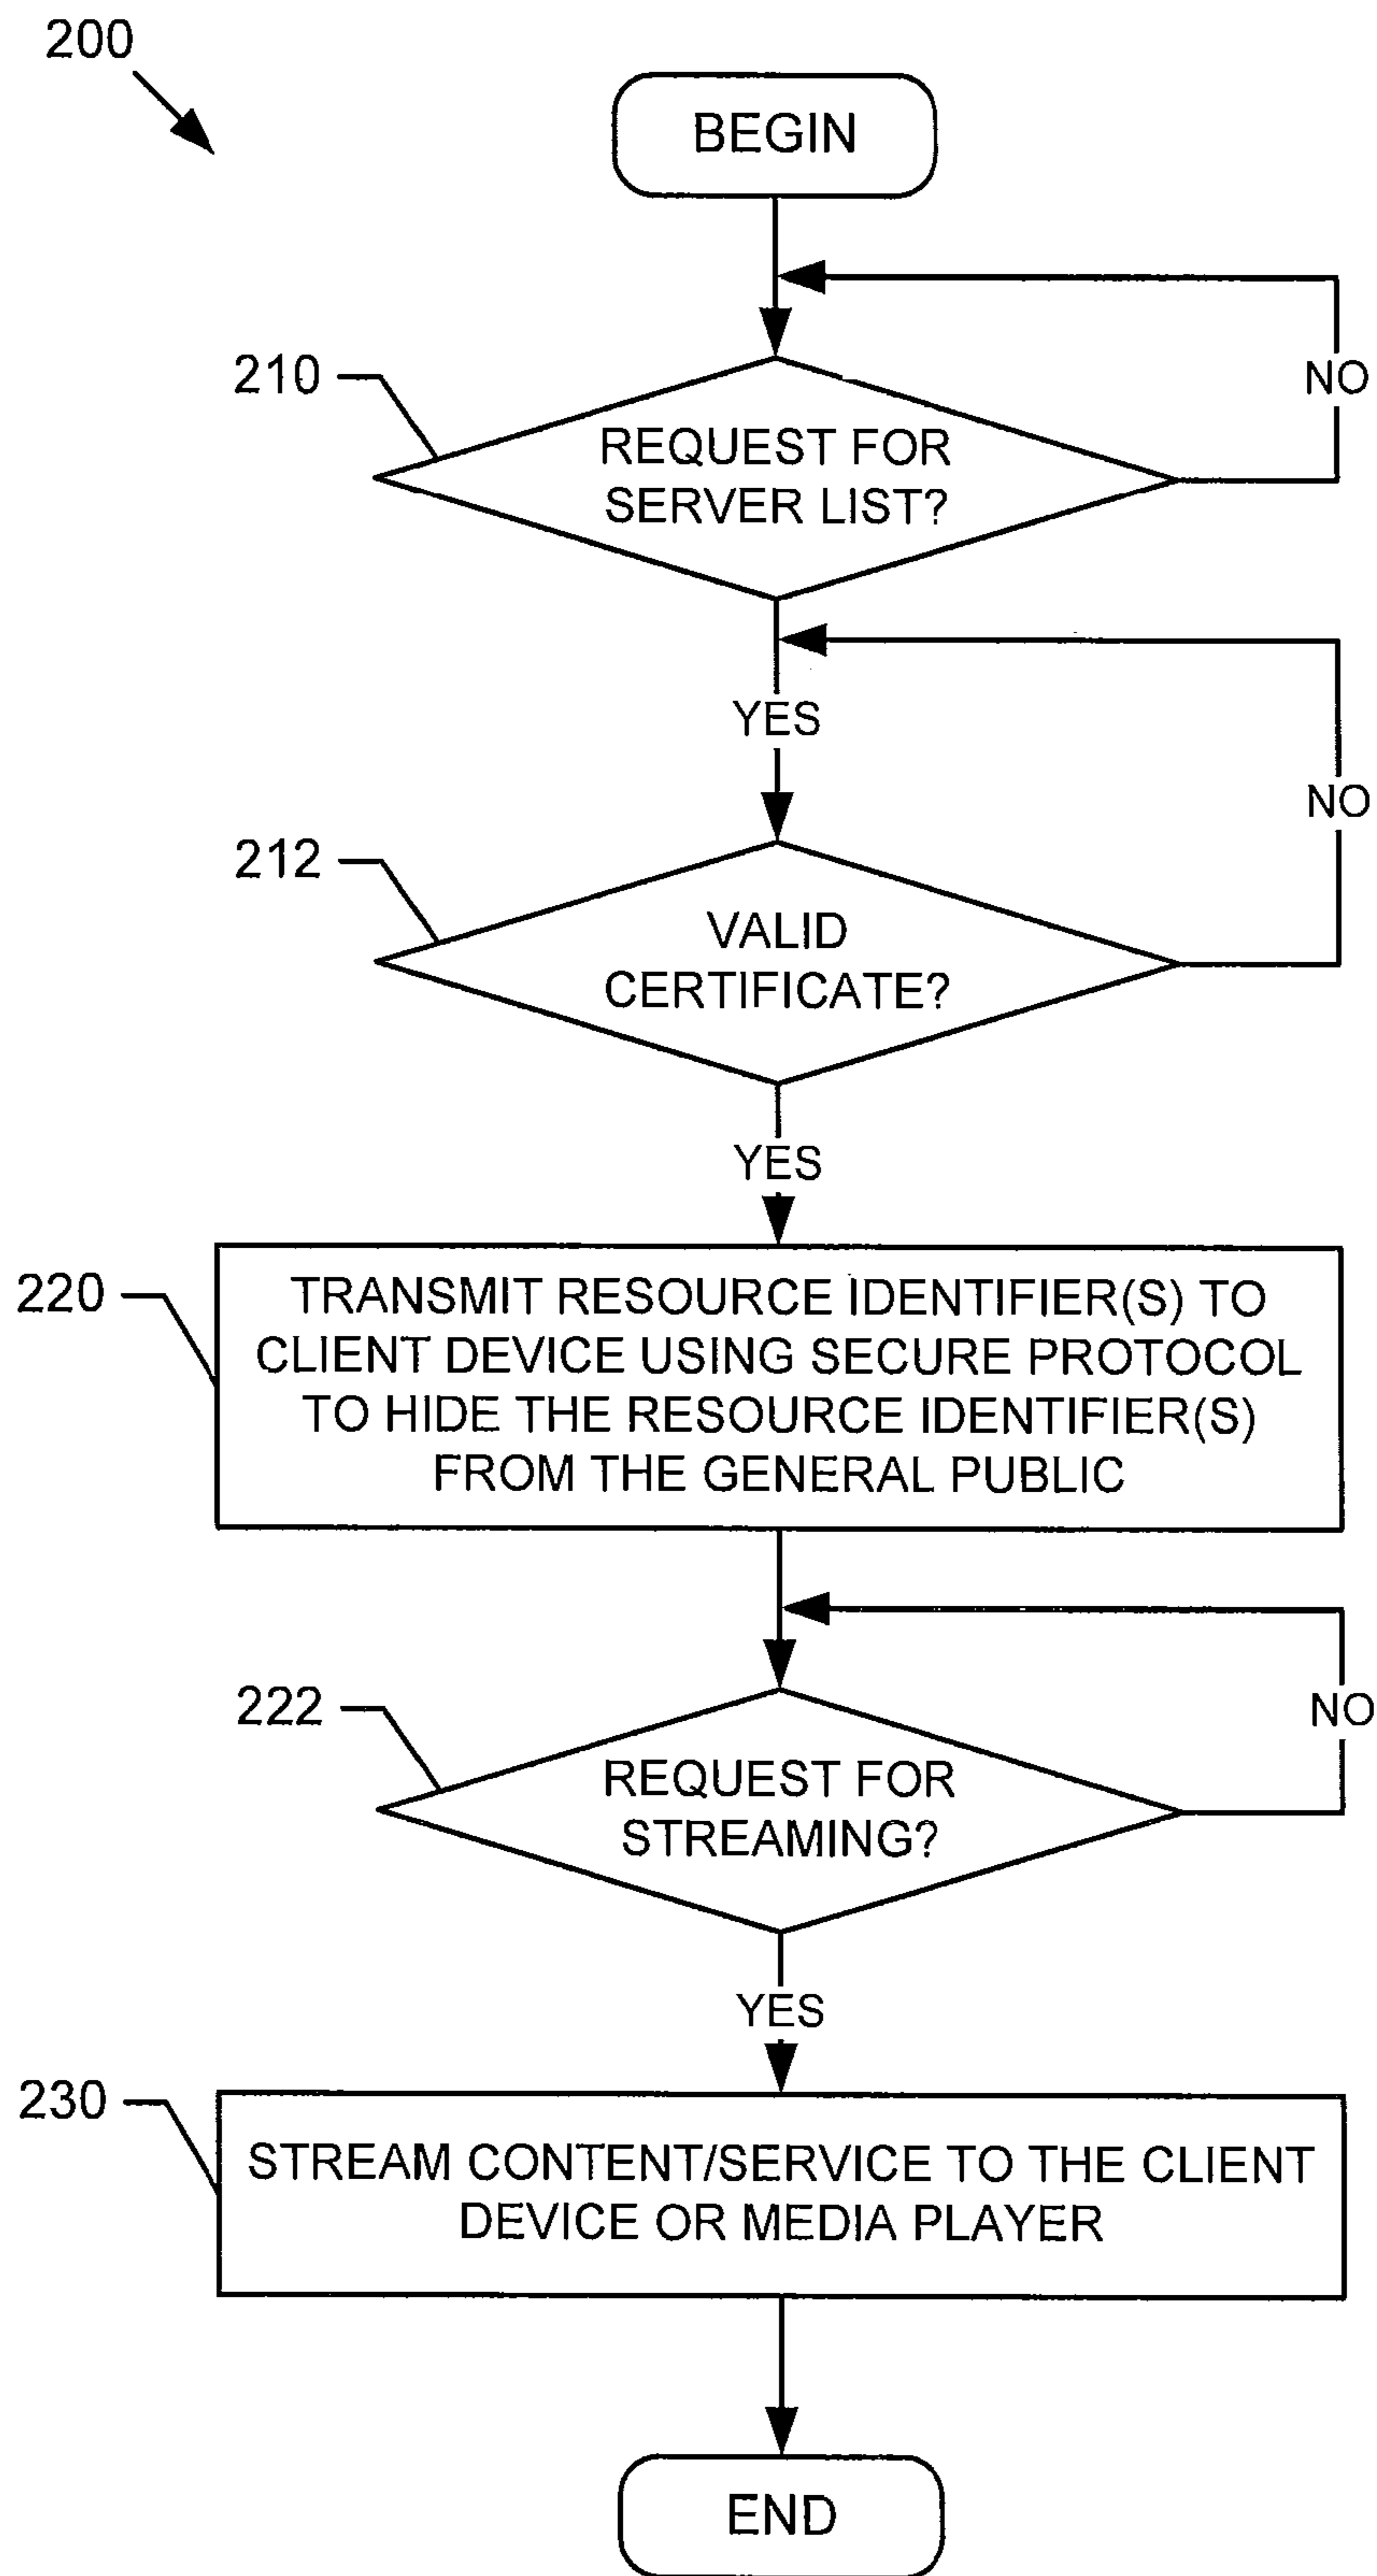 200
BEGIN
210
REQUEST FOR
SERVER LIST?
NO
YES
212
VALID
CERTIFICATE?
NO
YES
220
TRANSMIT RESOURCE IDENTIFIER(S) TO
CLIENT DEVICE USING SECURE PROTOCOL
TO HIDE THE RESOURCE IDENTIFIER(S)
FROM THE GENERAL PUBLIC
222
REQUEST FOR
STREAMING?
NO
YES
230
STREAM CONTENT/SERVICE TO THE CLIENT
DEVICE OR MEDIA PLAYER
END